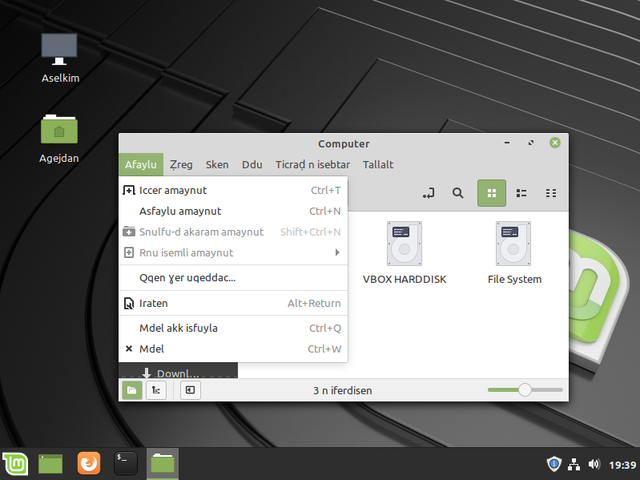 Aselkim
Agejdan
Computer
Afaylu Ẓreg Sken Ddu Ticraḍ n isebtar Tallalt
Iccer amaynut Ctrl+T
Asfaylu amaynut Ctrl+N
Snulfu-d akaram amaynut Shift+Ctrl+N
Rnu isemli amaynut
Qqen ɣer uqeddac...
Iraten Alt+Return
Mdel akk isfuyla Ctrl+Q
Mdel Ctrl+W
VBOX HARDDISK
File System
Downl...
3 n iferdisen
19:39